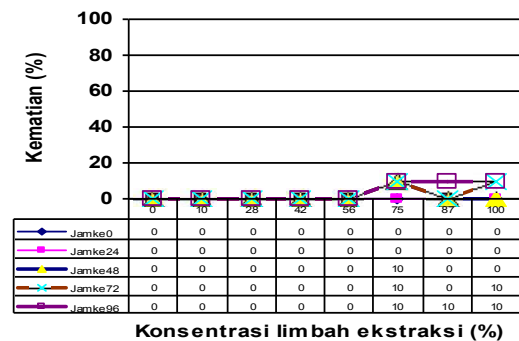 100
80
60
40
20
0
Kematian (%)
0 10 28 42 56 75 87 100
Jamke0 0 0 0 0 0 0 0 0
Jamke24 0 0 0 0 0 0 0 0
Jamke48 0 0 0 0 0 10 0 0
Jamke72 0 0 0 0 0 10 0 10
Jamke96 0 0 0 0 0 10 10 10
Konsentrasi limbah ekstraksi (%)